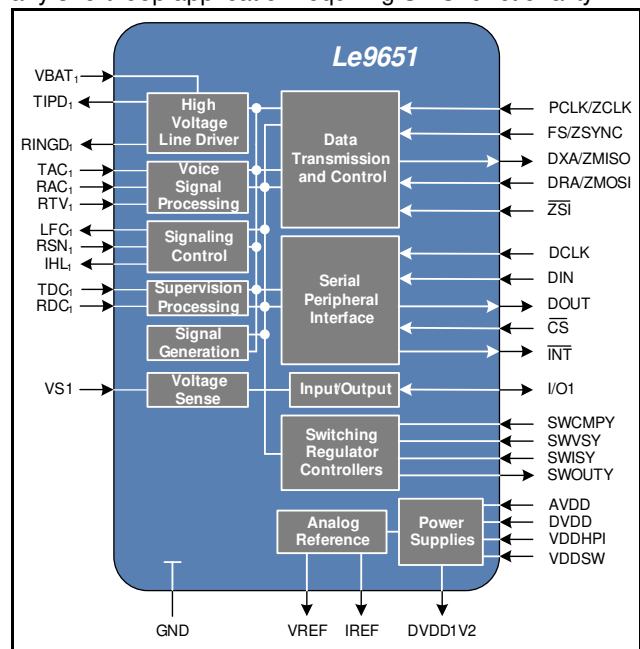 Le9651
VBAT1
TIPD1
RINGD1
TAC1
RAC1
RTV1
LFC1
RSN1
IHL1
TDC1
RDC1
VS1
High
Voltage
Line Driver
Voice
Signal
Processing
Signaling
Control
Supervision
Processing
Signal
Generation
Voltage
Sense
Data
Transmission
and Control
Serial
Peripheral
Interface
Input/Output
Switching
Regulator
Controllers
Analog
Reference
Power
Supplies
PCLK/ZCLK
FS/ZSYNC
DXA/ZMISO
DRA/ZMOSI
ZSI
DCLK
DIN
DOUT
CS
INT
I/O1
SWCMPY
SWVSY
SWISY
SWOUTY
AVDD
DVDD
VDDHPI
VDDSW
GND
VREF
IREF
DVDD1V2